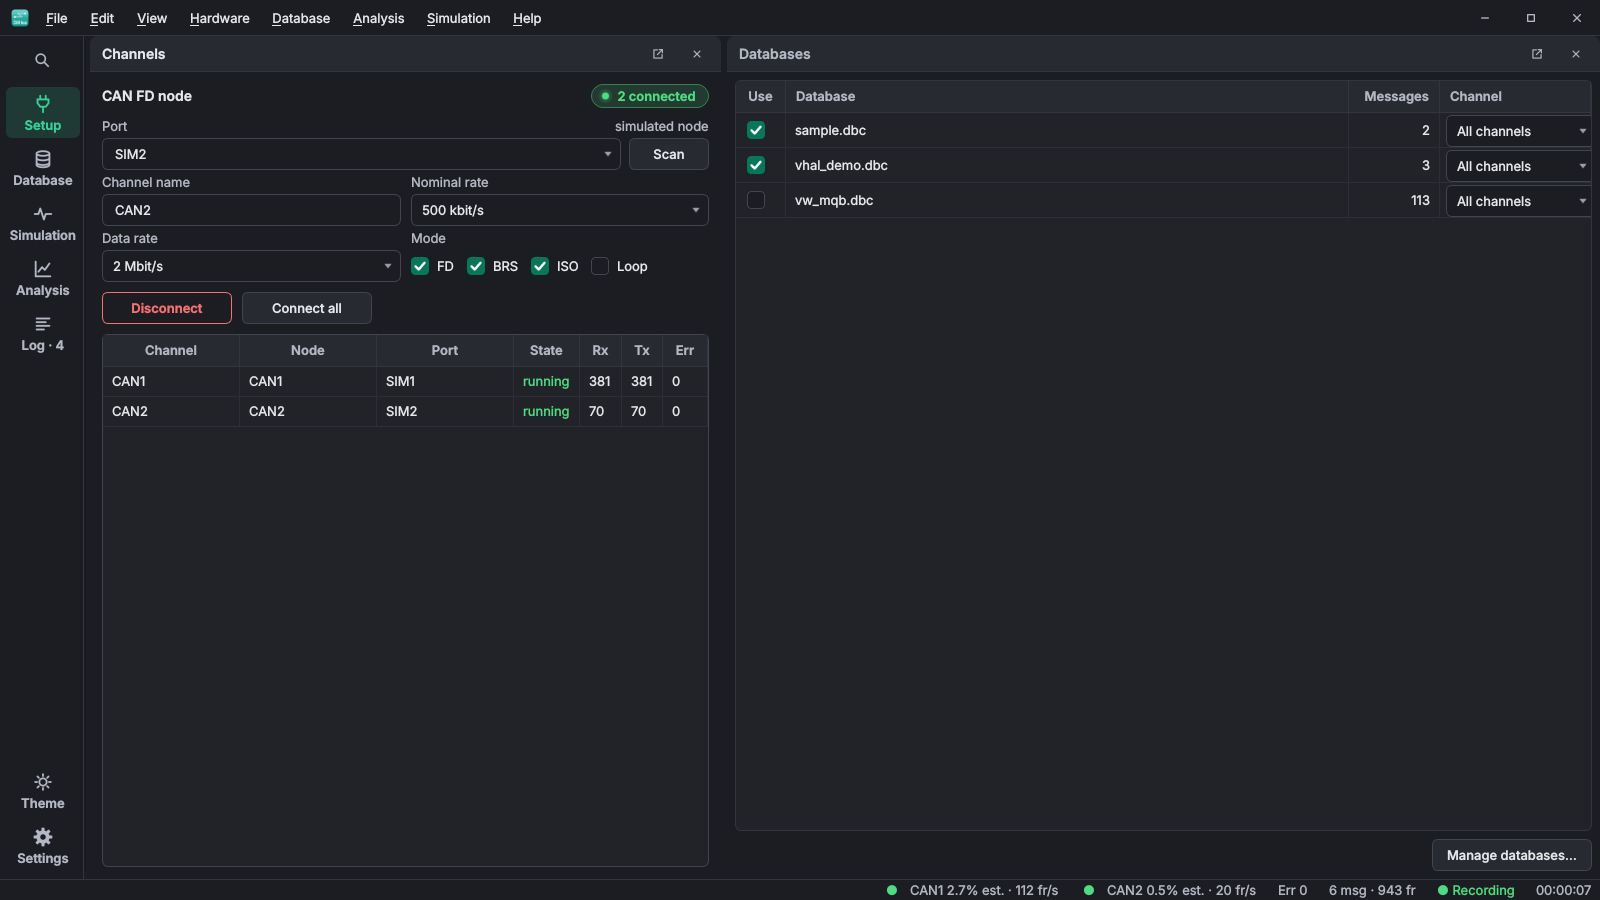 File Edit View Hardware Database Analysis Simulation Help
Channels
Databases
Setup
Database
Simulation
Analysis
Log · 4
Theme
Settings
CAN FD node
2 connected
Port
simulated node
SIM2
Scan
Channel name
Nominal rate
CAN2
500 kbit/s
Data rate
Mode
2 Mbit/s
FD BRS ISO Loop
Disconnect
Connect all
Channel Node Port State Rx Tx Err
CAN1 CAN1 SIM1 running 381 381 0
CAN2 CAN2 SIM2 running 70 70 0
Use Database Messages Channel
sample.dbc 2 All channels
vhal_demo.dbc 3 All channels
vw_mqb.dbc 113 All channels
Manage databases...
CAN1 2.7% est. · 112 fr/s CAN2 0.5% est. · 20 fr/s Err 0 6 msg · 943 fr Recording 00:00:07